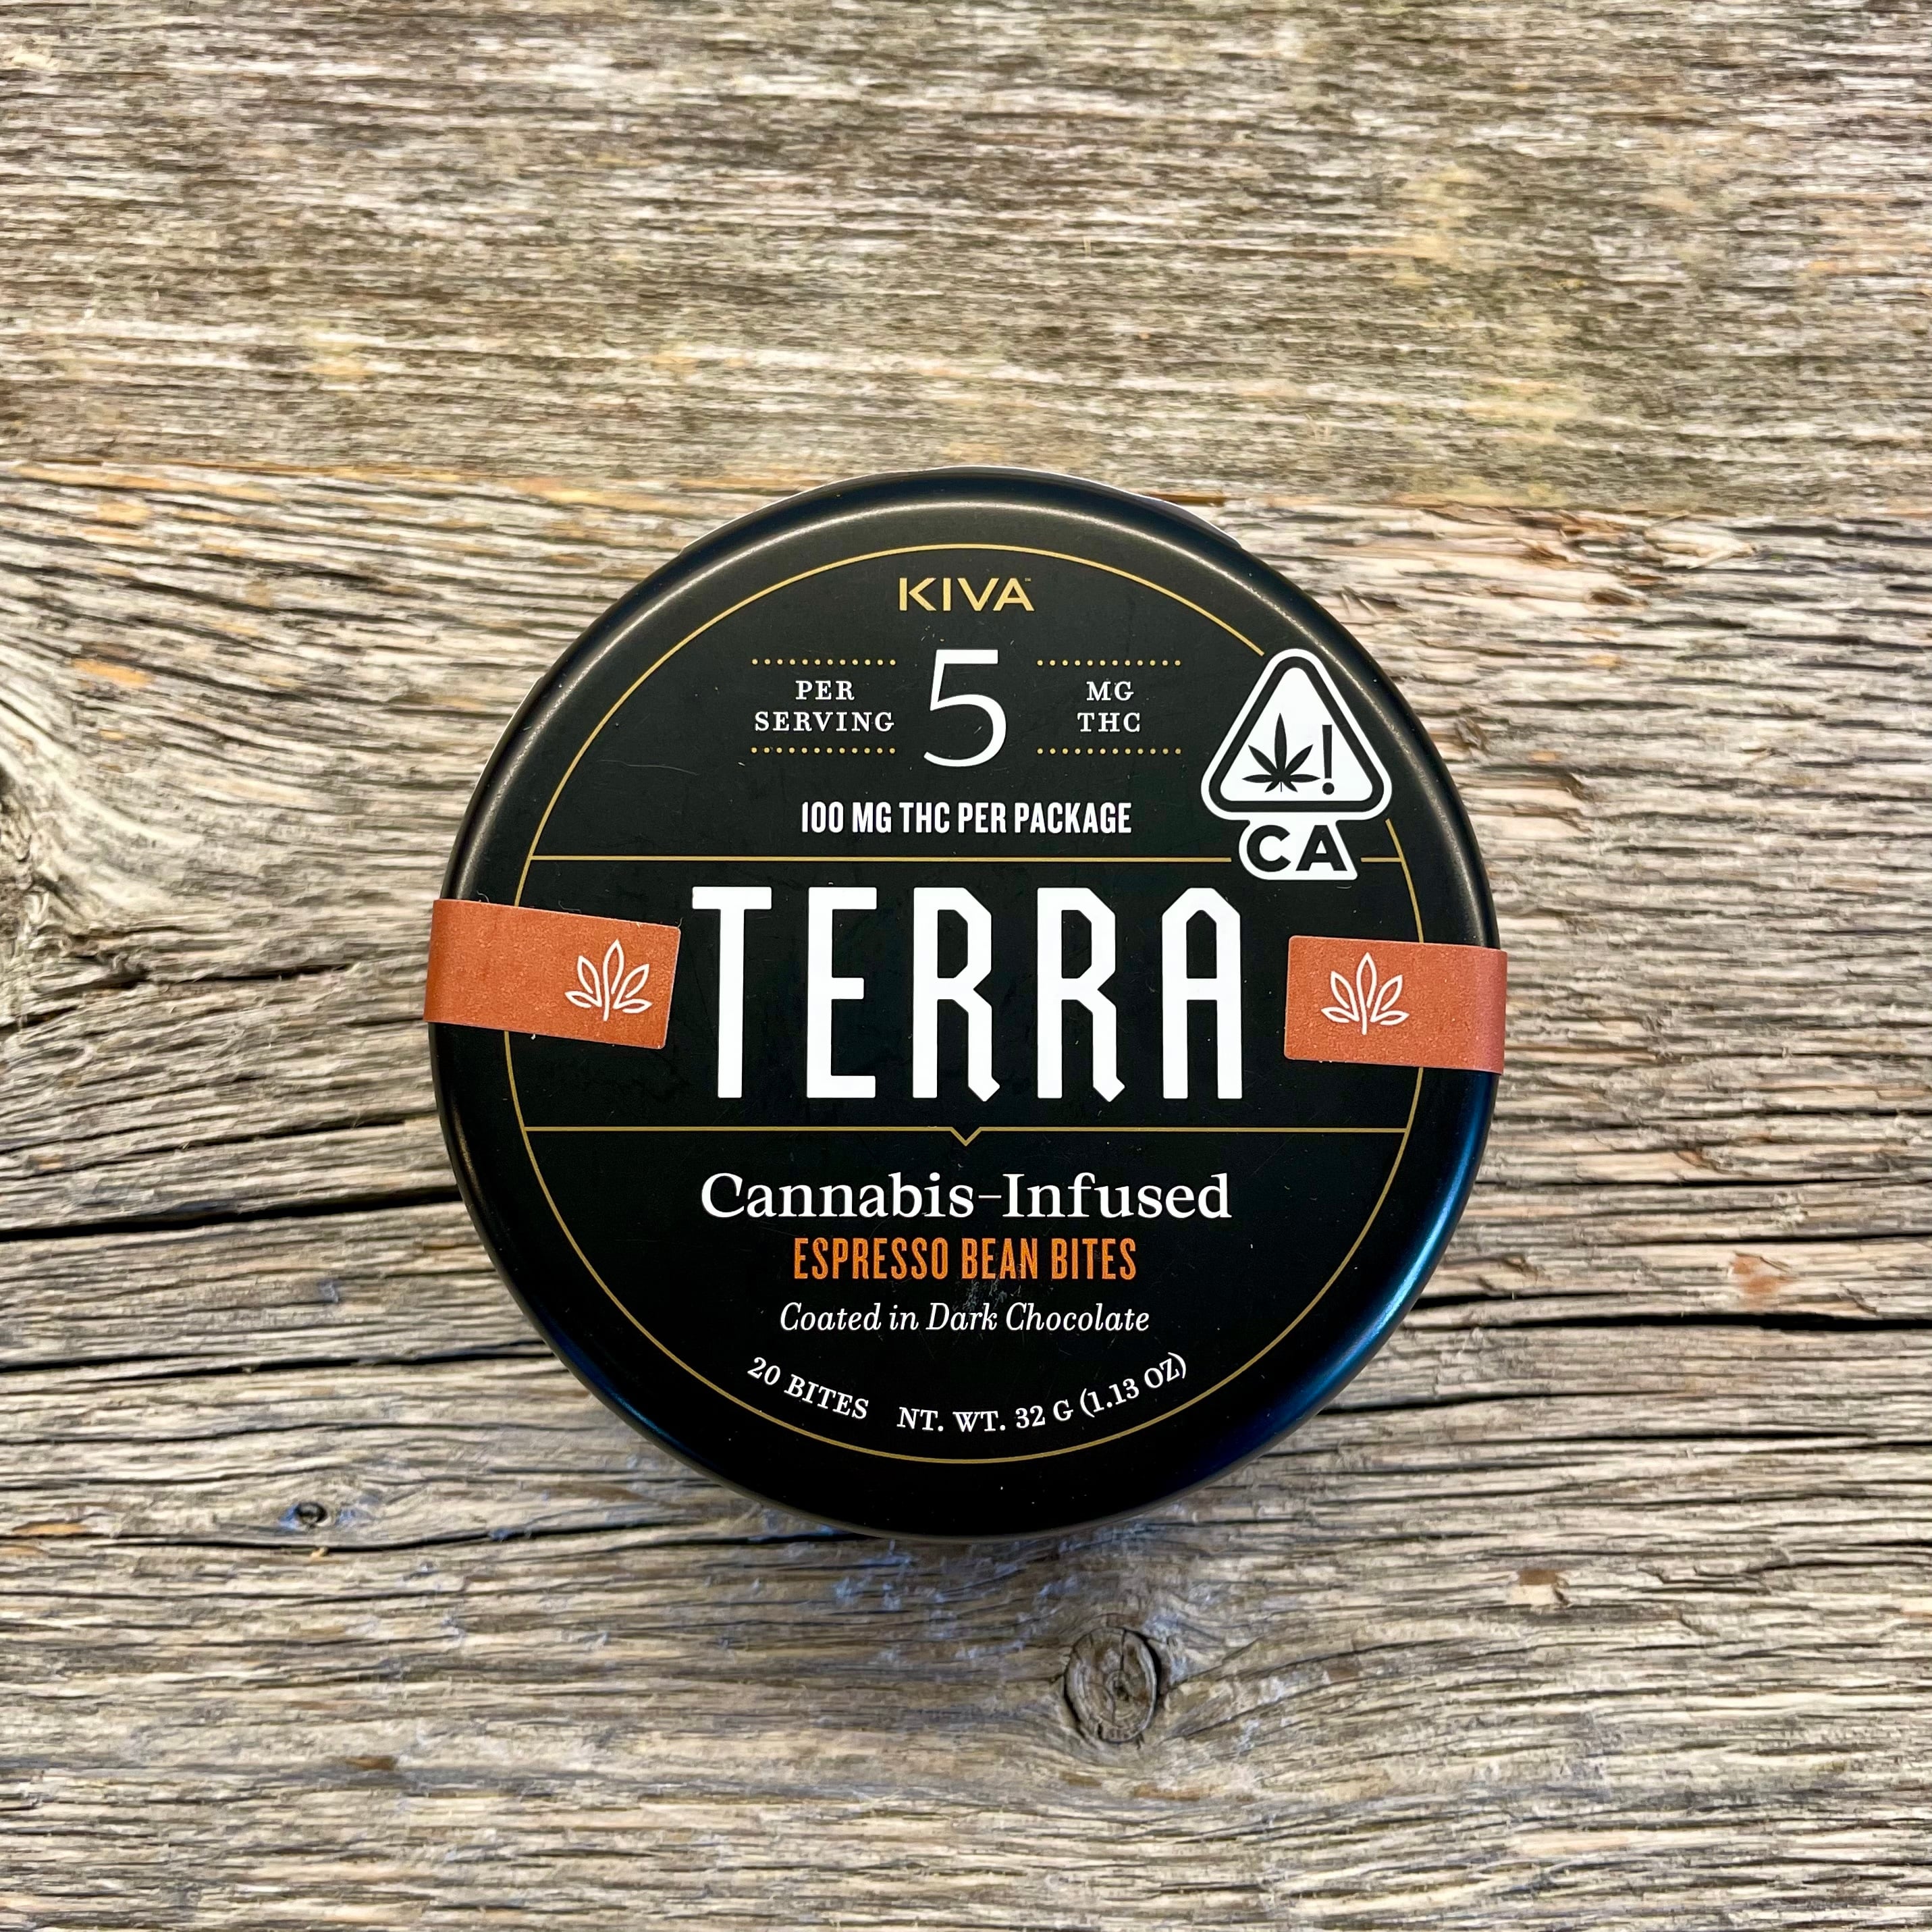 KIVA™
PER SERVING 5 MG THC
100 MG THC PER PACKAGE
!
CA
TERRA
Cannabis-Infused
ESPRESSO BEAN BITES
Coated in Dark Chocolate
20 BITES NT. WT. 32 G (1.13 OZ)